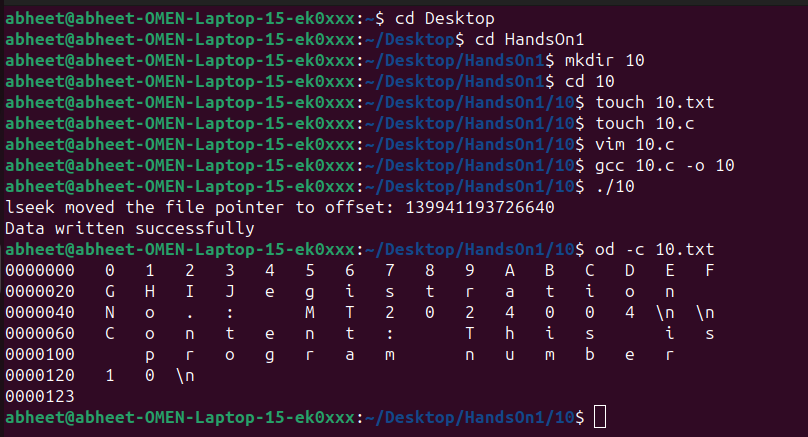 abheet@abheet-OMEN-Laptop-15-ek0xxx:~$ cd Desktop
abheet@abheet-OMEN-Laptop-15-ek0xxx:~/Desktop$ cd HandsOn1
abheet@abheet-OMEN-Laptop-15-ek0xxx:~/Desktop/HandsOn1$ mkdir 10
abheet@abheet-OMEN-Laptop-15-ek0xxx:~/Desktop/HandsOn1$ cd 10
abheet@abheet-OMEN-Laptop-15-ek0xxx:~/Desktop/HandsOn1/10$ touch 10.txt
abheet@abheet-OMEN-Laptop-15-ek0xxx:~/Desktop/HandsOn1/10$ touch 10.c
abheet@abheet-OMEN-Laptop-15-ek0xxx:~/Desktop/HandsOn1/10$ vim 10.c
abheet@abheet-OMEN-Laptop-15-ek0xxx:~/Desktop/HandsOn1/10$ gcc 10.c -o 10
abheet@abheet-OMEN-Laptop-15-ek0xxx:~/Desktop/HandsOn1/10$ ./10
lseek moved the file pointer to offset: 139941193726640
Data written successfully
abheet@abheet-OMEN-Laptop-15-ek0xxx:~/Desktop/HandsOn1/10$ od -c 10.txt
0000000   0   1   2   3   4   5   6   7   8   9   A   B   C   D   E   F
0000020   G   H   I   J   e   g   i   s   t   r   a   t   i   o   n
0000040   N   o   .   :       M   T   2   0   2   4   0   0   4  \n  \n
0000060   C   o   n   t   e   n   t   :       T   h   i   s       i   s
0000100       p   r   o   g   r   a   m       n   u   m   b   e   r
0000120   1   0  \n
0000123
abheet@abheet-OMEN-Laptop-15-ek0xxx:~/Desktop/HandsOn1/10$